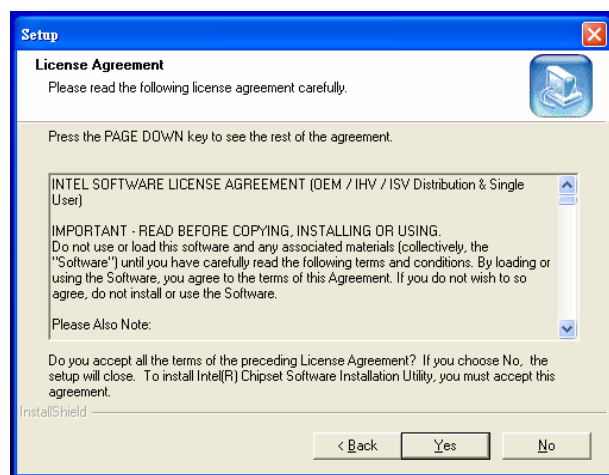 Setup
License Agreement
Please read the following license agreement carefully.
Press the PAGE DOWN key to see the rest of the agreement.
INTEL SOFTWARE LICENSE AGREEMENT (OEM / IHV / ISV Distribution & Single
User)
IMPORTANT - READ BEFORE COPYING, INSTALLING OR USING.
Do not use or load this software and any associated materials (collectively, the
"Software") until you have carefully read the following terms and conditions. By loading or
using the Software, you agree to the terms of this Agreement. If you do not wish to so
agree, do not install or use the Software.
Please Also Note:
Do you accept all the terms of the preceding License Agreement? If you choose No, the
setup will close. To install Intel(R) Chipset Software Installation Utility, you must accept this
agreement.
InstallShield
< Back
Yes
No